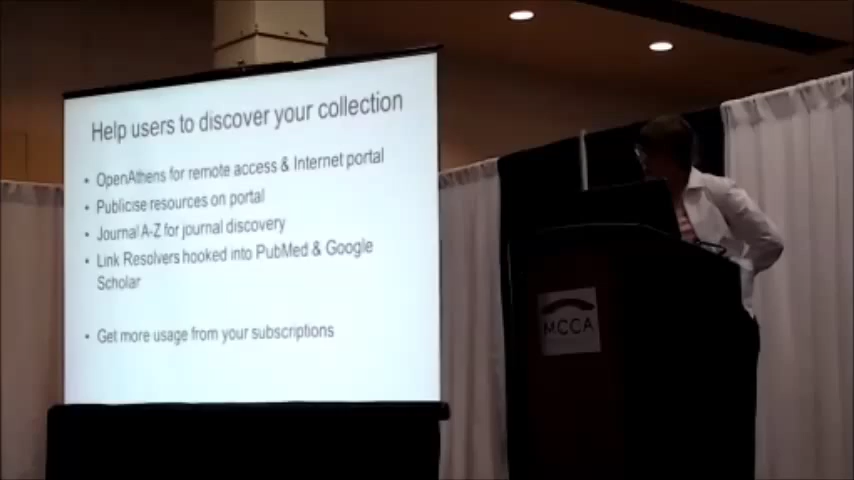 Help users to discover your collection
• OpenAthens for remote access & Internet portal
• Publicise resources on portal
• Journal A-Z for journal discovery
• Link Resolvers hooked into PubMed & Google
Scholar
• Get more usage from your subscriptions
MCCA